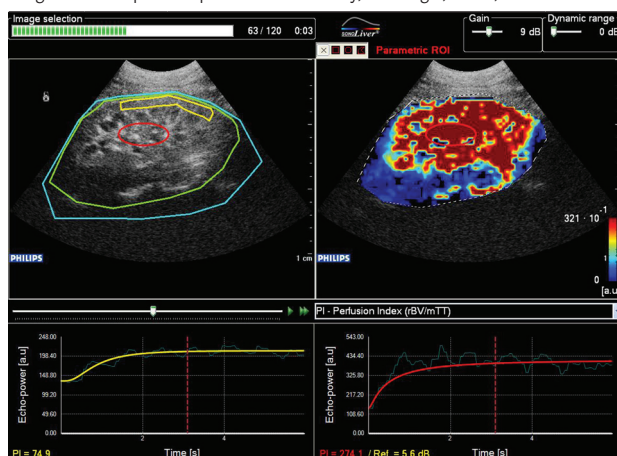 Image selection
63 / 120
0:03
SONOLiver®
Gain
9 dB
Dynamic range
0 dB
Parametric ROI
PHILIPS
1 cm
PHILIPS
321 · 10⁻¹
0
[a.u
PI - Perfusion Index (rBV/mTT)
248.00
198.40
148.80
99.20
49.60
0.00
Echo-power [a.u]
2
4
Time [s]
PI = 74.9
543.00
434.40
325.80
217.20
108.60
0.00
Echo-power [a.u]
2
4
Time [s]
PI = 274.1 / Ref. = 5.6 dB